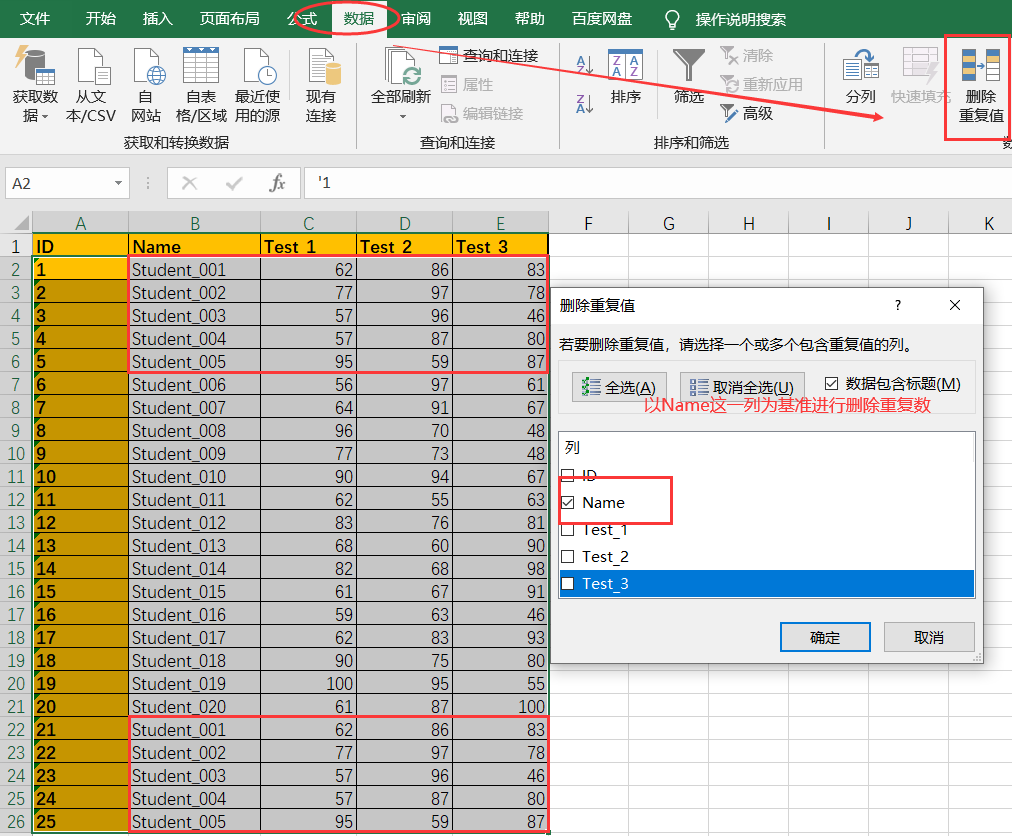 文件 开始 插入 页面布局 公式 数据 审阅 视图 帮助 百度网盘 操作说明搜索
获取数据 从文本/CSV 自网站 自表格/区域 最近使用的源 现有连接
获取和转换数据
全部刷新 查询和连接
属性
编辑链接
查询和连接
排序 筛选 清除
重新应用
高级
排序和筛选
分列 快速填充 删除重复值
数
A2 fx '1
A B C D E F G H I J K
1 ID Name Test_1 Test_2 Test_3
2 1 Student_001 62 86 83
3 2 Student_002 77 97 78
4 3 Student_003 57 96 46
5 4 Student_004 57 87 80
6 5 Student_005 95 59 87
7 6 Student_006 56 97 61
8 7 Student_007 64 91 67
9 8 Student_008 96 70 48
10 9 Student_009 77 73 48
11 10 Student_010 90 94 67
12 11 Student_011 62 55 63
13 12 Student_012 83 76 81
14 13 Student_013 68 60 90
15 14 Student_014 82 68 98
16 15 Student_015 61 67 91
17 16 Student_016 59 63 46
18 17 Student_017 62 83 93
19 18 Student_018 90 75 80
20 19 Student_019 100 95 55
21 20 Student_020 61 87 100
22 21 Student_001 62 86 83
23 22 Student_002 77 97 78
24 23 Student_003 57 96 46
25 24 Student_004 57 87 80
26 25 Student_005 95 59 87
删除重复值 ? ×
若要删除重复值，请选择一个或多个包含重复值的列。
全选(A) 取消全选(U) 数据包含标题(M)
以Name这一列为基准进行删除重复数
列
ID
Name
Test_1
Test_2
Test_3
确定 取消